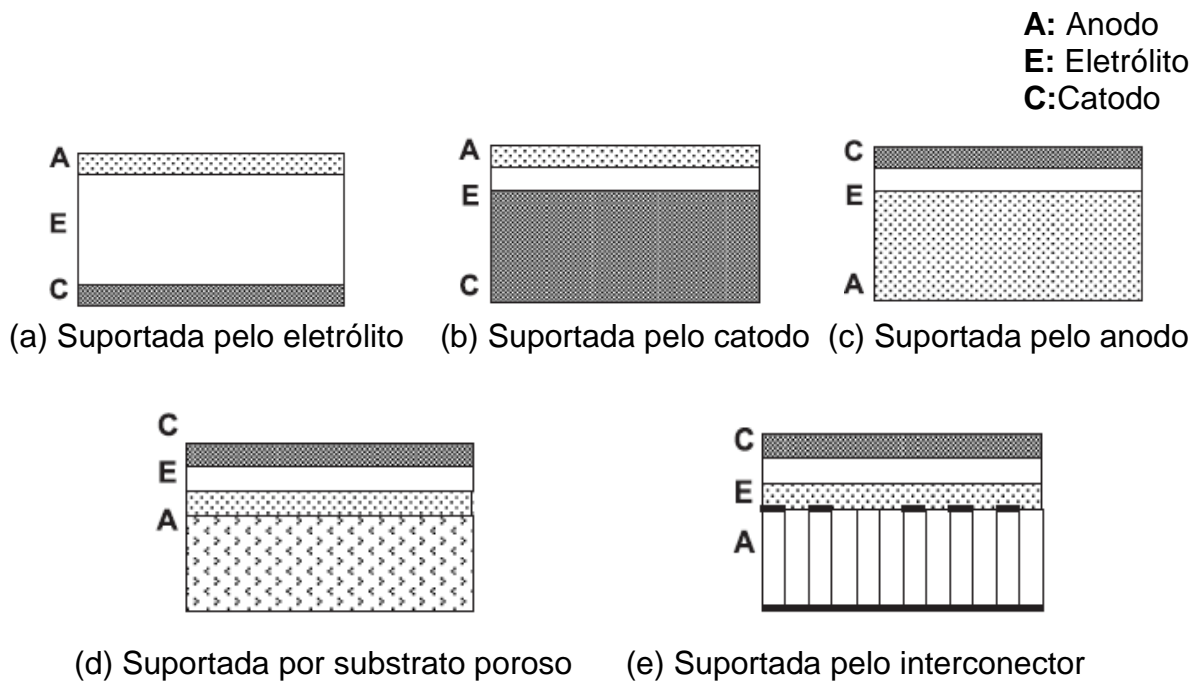 A: Anodo
E: Eletrólito
C:Catodo
A
E
C
A
E
C
C
E
A
(a) Suportada pelo eletrólito (b) Suportada pelo catodo (c) Suportada pelo anodo
C
E
A
C
E
A
(d) Suportada por substrato poroso (e) Suportada pelo interconector